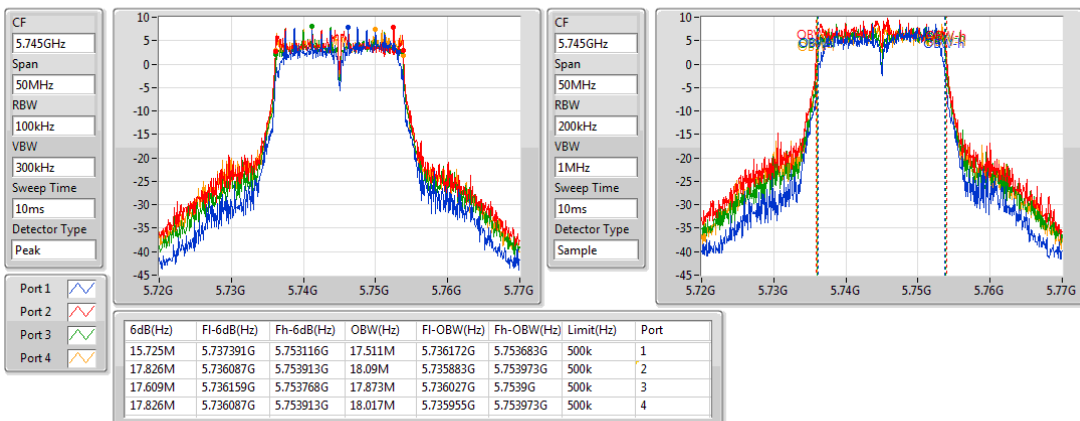 CF
5.745GHz
Span
50MHz
RBW
100kHz
VBW
300kHz
Sweep Time
10ms
Detector Type
Peak
10
5
0
-5
-10
-15
-20
-25
-30
-35
-40
-45
5.72G 5.73G 5.74G 5.75G 5.76G 5.77G
CF
5.745GHz
Span
50MHz
RBW
200kHz
VBW
1MHz
Sweep Time
10ms
Detector Type
Sample
10
5
0
-5
-10
-15
-20
-25
-30
-35
-40
-45
5.72G 5.73G 5.74G 5.75G 5.76G 5.77G
Port 1
Port 2
Port 3
Port 4
6dB(Hz) Fl-6dB(Hz) Fh-6dB(Hz) OBW(Hz) Fl-OBW(Hz) Fh-OBW(Hz) Limit(Hz) Port
15.725M 5.737391G 5.753116G 17.511M 5.736172G 5.753683G 500k 1
17.826M 5.736087G 5.753913G 18.09M 5.735883G 5.753973G 500k 2
17.609M 5.736159G 5.753768G 17.873M 5.736027G 5.7539G 500k 3
17.826M 5.736087G 5.753913G 18.017M 5.735955G 5.753973G 500k 4